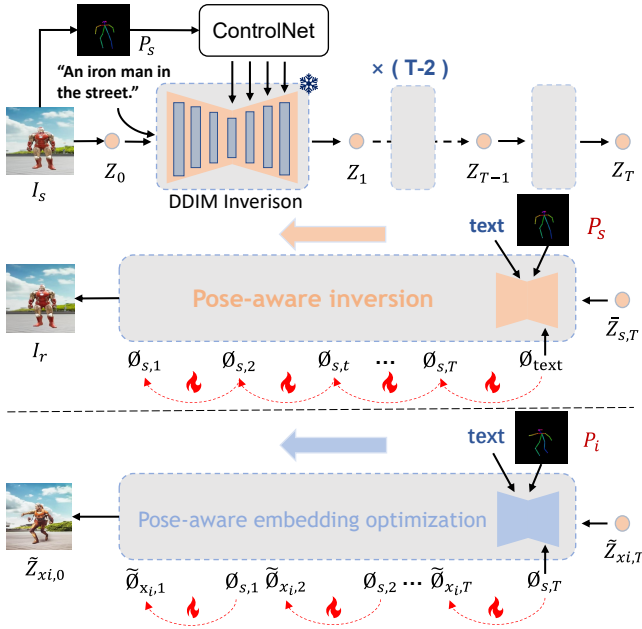 P_s
ControlNet
“An iron man in
the street.”
× ( T-2 )
I_s
Z_0
Z_1
Z_{T−1}
Z_T
DDIM Inverison
text
P_s
Pose-aware inversion
I_r
Z̄_{s,T}
Ø_{s,1} Ø_{s,2} Ø_{s,t} ... Ø_{s,T} Ø_text
text
P_i
Pose-aware embedding optimization
Z̃_{xi,0}
Z̃_{xi,T}
Ø̃_{x_i,1} Ø_{s,1} Ø̃_{x_i,2} Ø_{s,2} ... Ø̃_{x_i,T} Ø_{s,T}